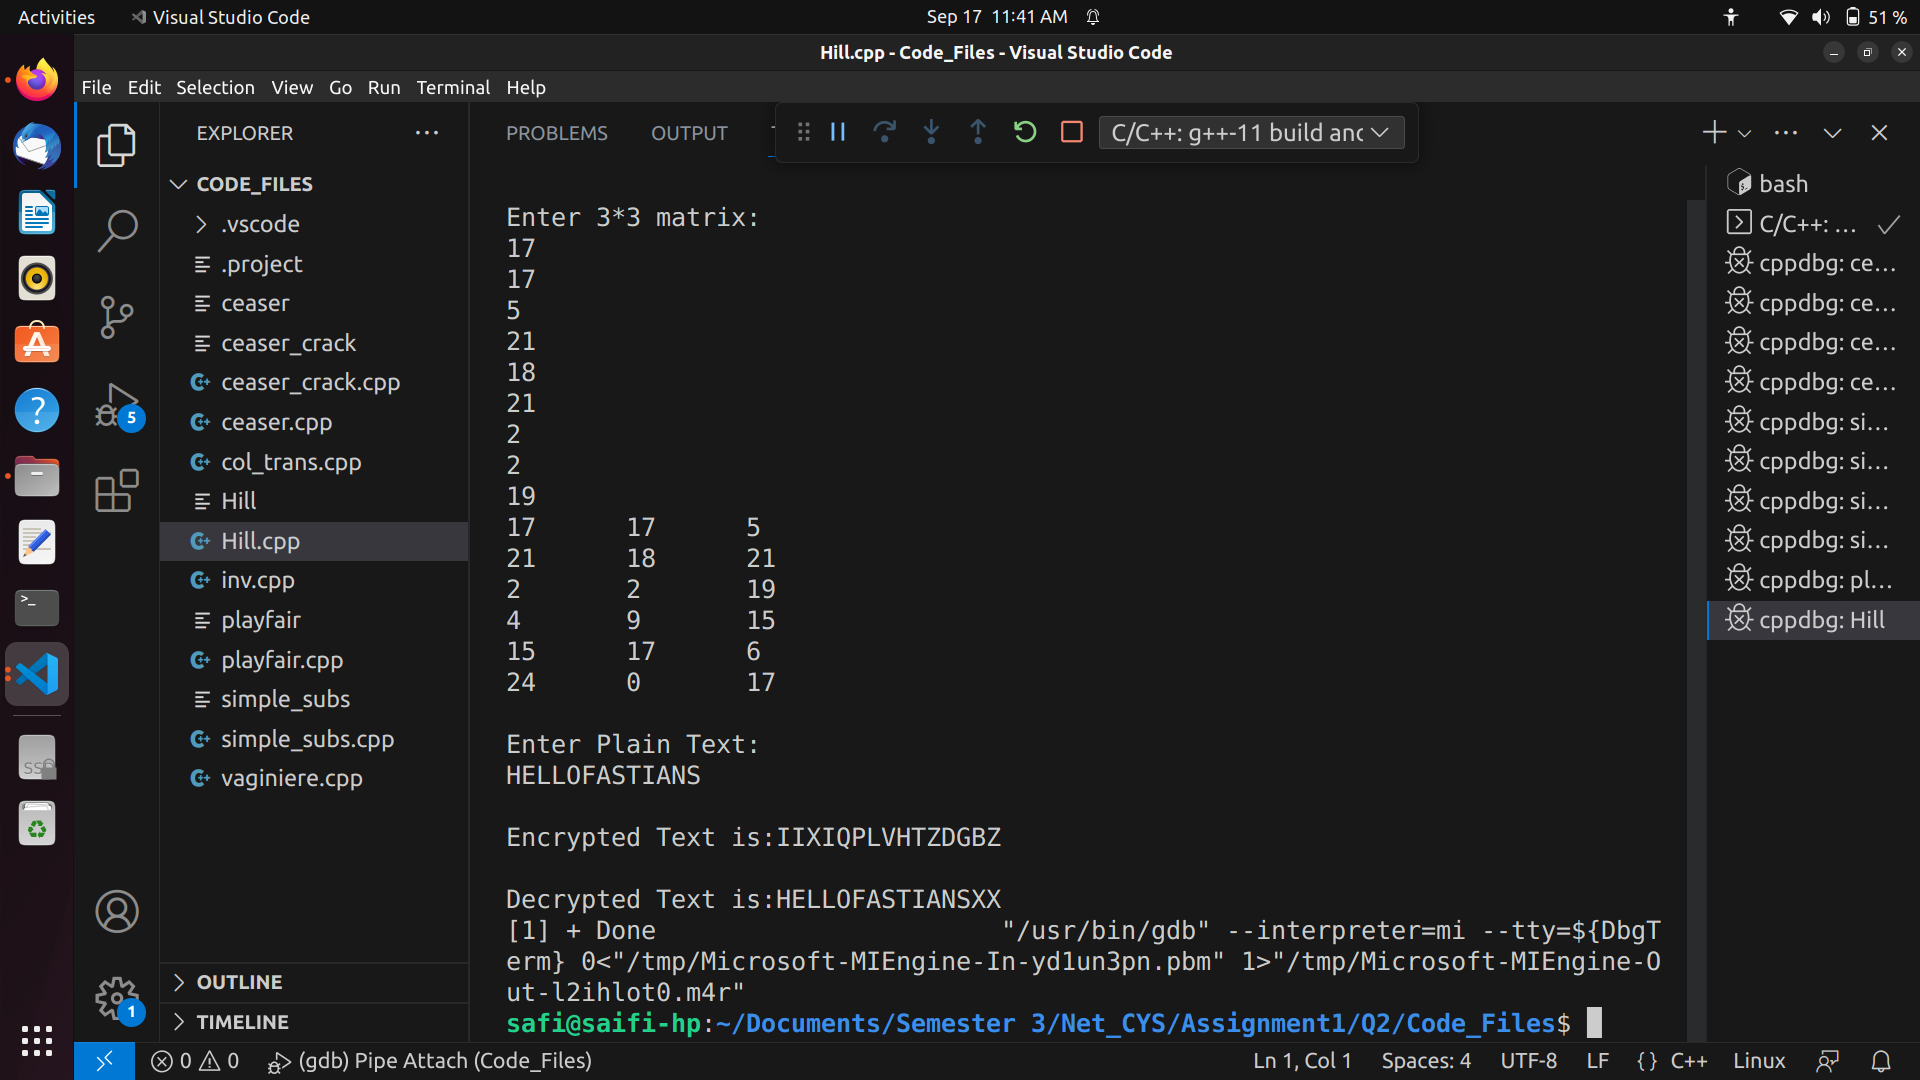 Activities
Visual Studio Code
Sep 17 11:41 AM
51 %
Hill.cpp - Code_Files - Visual Studio Code
File Edit Selection View Go Run Terminal Help
EXPLORER
CODE_FILES
.vscode
.project
ceaser
ceaser_crack
ceaser_crack.cpp
ceaser.cpp
col_trans.cpp
Hill
Hill.cpp
inv.cpp
playfair
playfair.cpp
simple_subs
simple_subs.cpp
vaginiere.cpp
OUTLINE
TIMELINE
5
1
PROBLEMS OUTPUT
C/C++: g++-11 build and
Enter 3*3 matrix:
17
17
5
21
18
21
2
2
19
17 17 5
21 18 21
2 2 19
4 9 15
15 17 6
24 0 17
Enter Plain Text:
HELLOFASTIANS
Encrypted Text is:IIXIQPLVHTZDGBZ
Decrypted Text is:HELLOFASTIANSXX
[1] + Done "/usr/bin/gdb" --interpreter=mi --tty=${DbgT
erm} 0<"/tmp/Microsoft-MIEngine-In-yd1un3pn.pbm" 1>"/tmp/Microsoft-MIEngine-O
ut-l2ihlot0.m4r"
safi@saifi-hp:~/Documents/Semester 3/Net_CYS/Assignment1/Q2/Code_Files$
bash
C/C++: ...
cppdbg: ce...
cppdbg: ce...
cppdbg: ce...
cppdbg: ce...
cppdbg: si...
cppdbg: si...
cppdbg: si...
cppdbg: si...
cppdbg: pl...
cppdbg: Hill
0 0 (gdb) Pipe Attach (Code_Files)
Ln 1, Col 1 Spaces: 4 UTF-8 LF {} C++ Linux